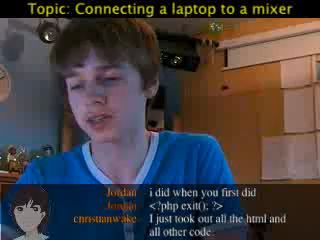 Topic: Connecting a laptop to a mixer
Jordan i did when you first did
Jordan <?php exit(); ?>
christianwake I just took out all the html and
all other code.